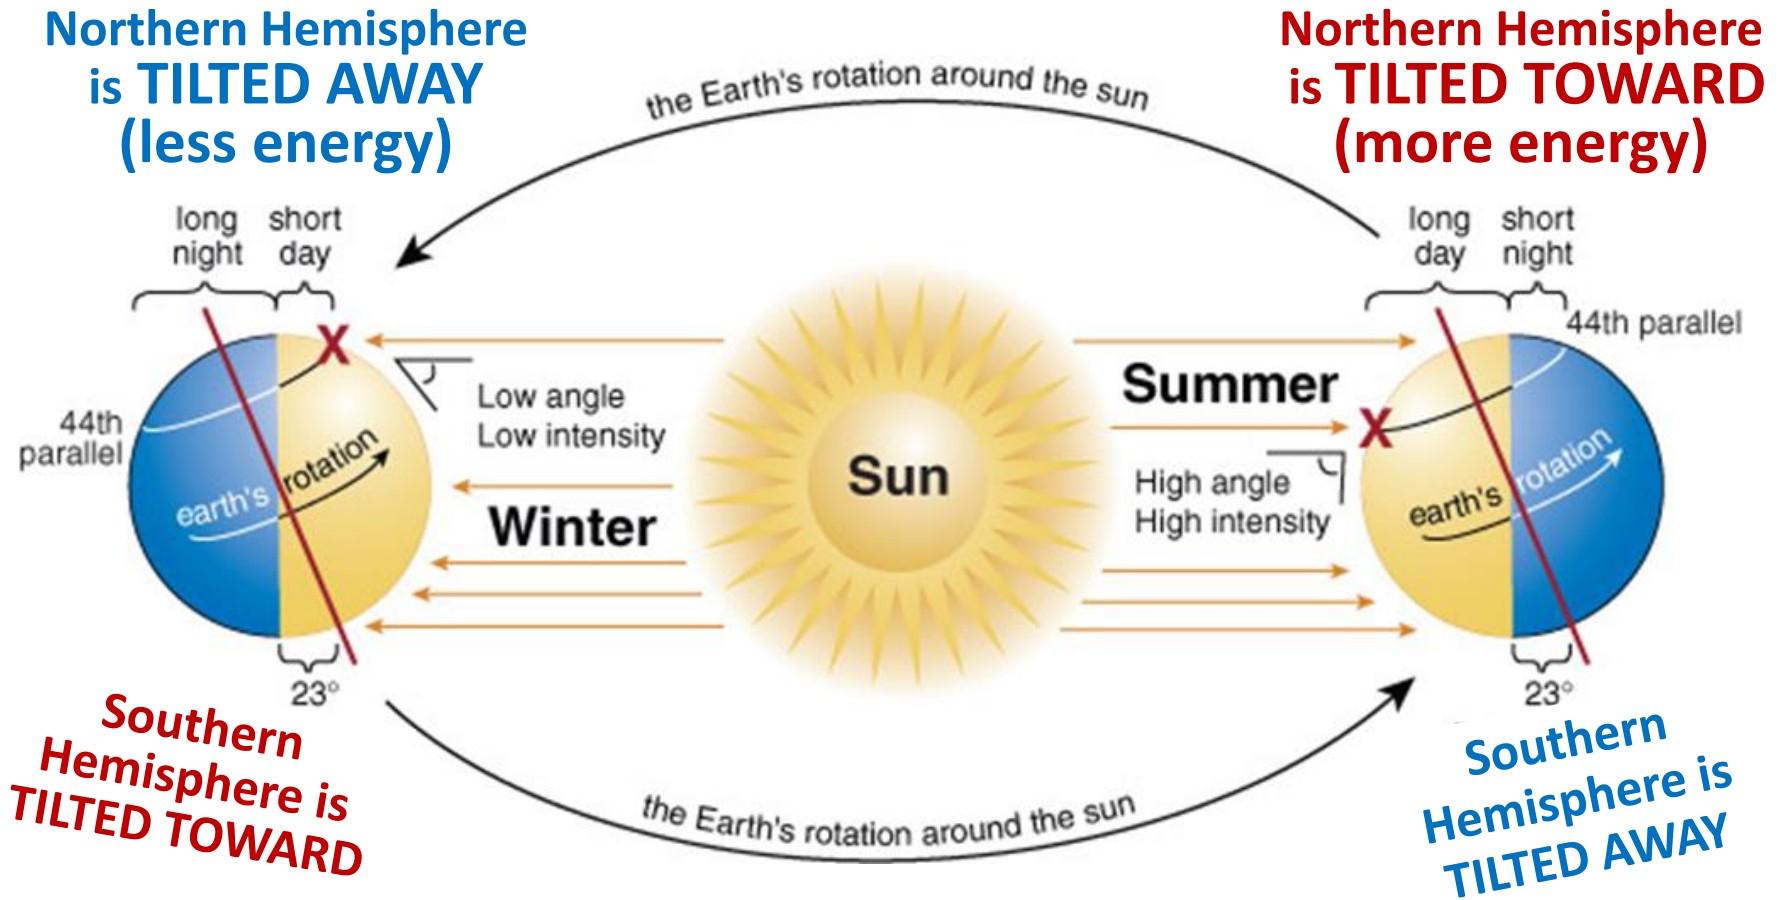 Northern Hemisphere
is TILTED AWAY
(less energy)
Northern Hemisphere
is TILTED TOWARD
(more energy)
the Earth's rotation around the sun
long
night
short
day
long
day
short
night
44th parallel
X
44th
parallel
Low angle
Low intensity
earth's rotation
Winter
Sun
Summer
X
High angle
High intensity
earth's rotation
23°
23°
Southern
Hemisphere is
TILTED TOWARD
the Earth's rotation around the sun
Southern
Hemisphere is
TILTED AWAY